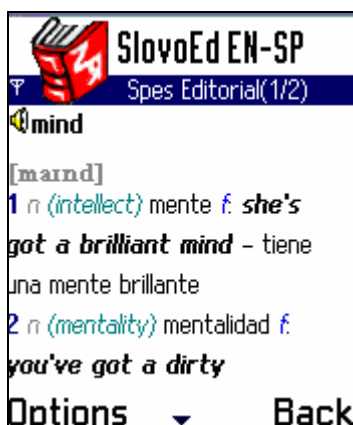 SlovoEd EN-SP
Spes Editorial(1/2)
mind
[maɪnd]
1 n (intellect) mente f: she's
got a brilliant mind – tiene
una mente brillante
2 n (mentality) mentalidad f:
you've got a dirty
Options Back